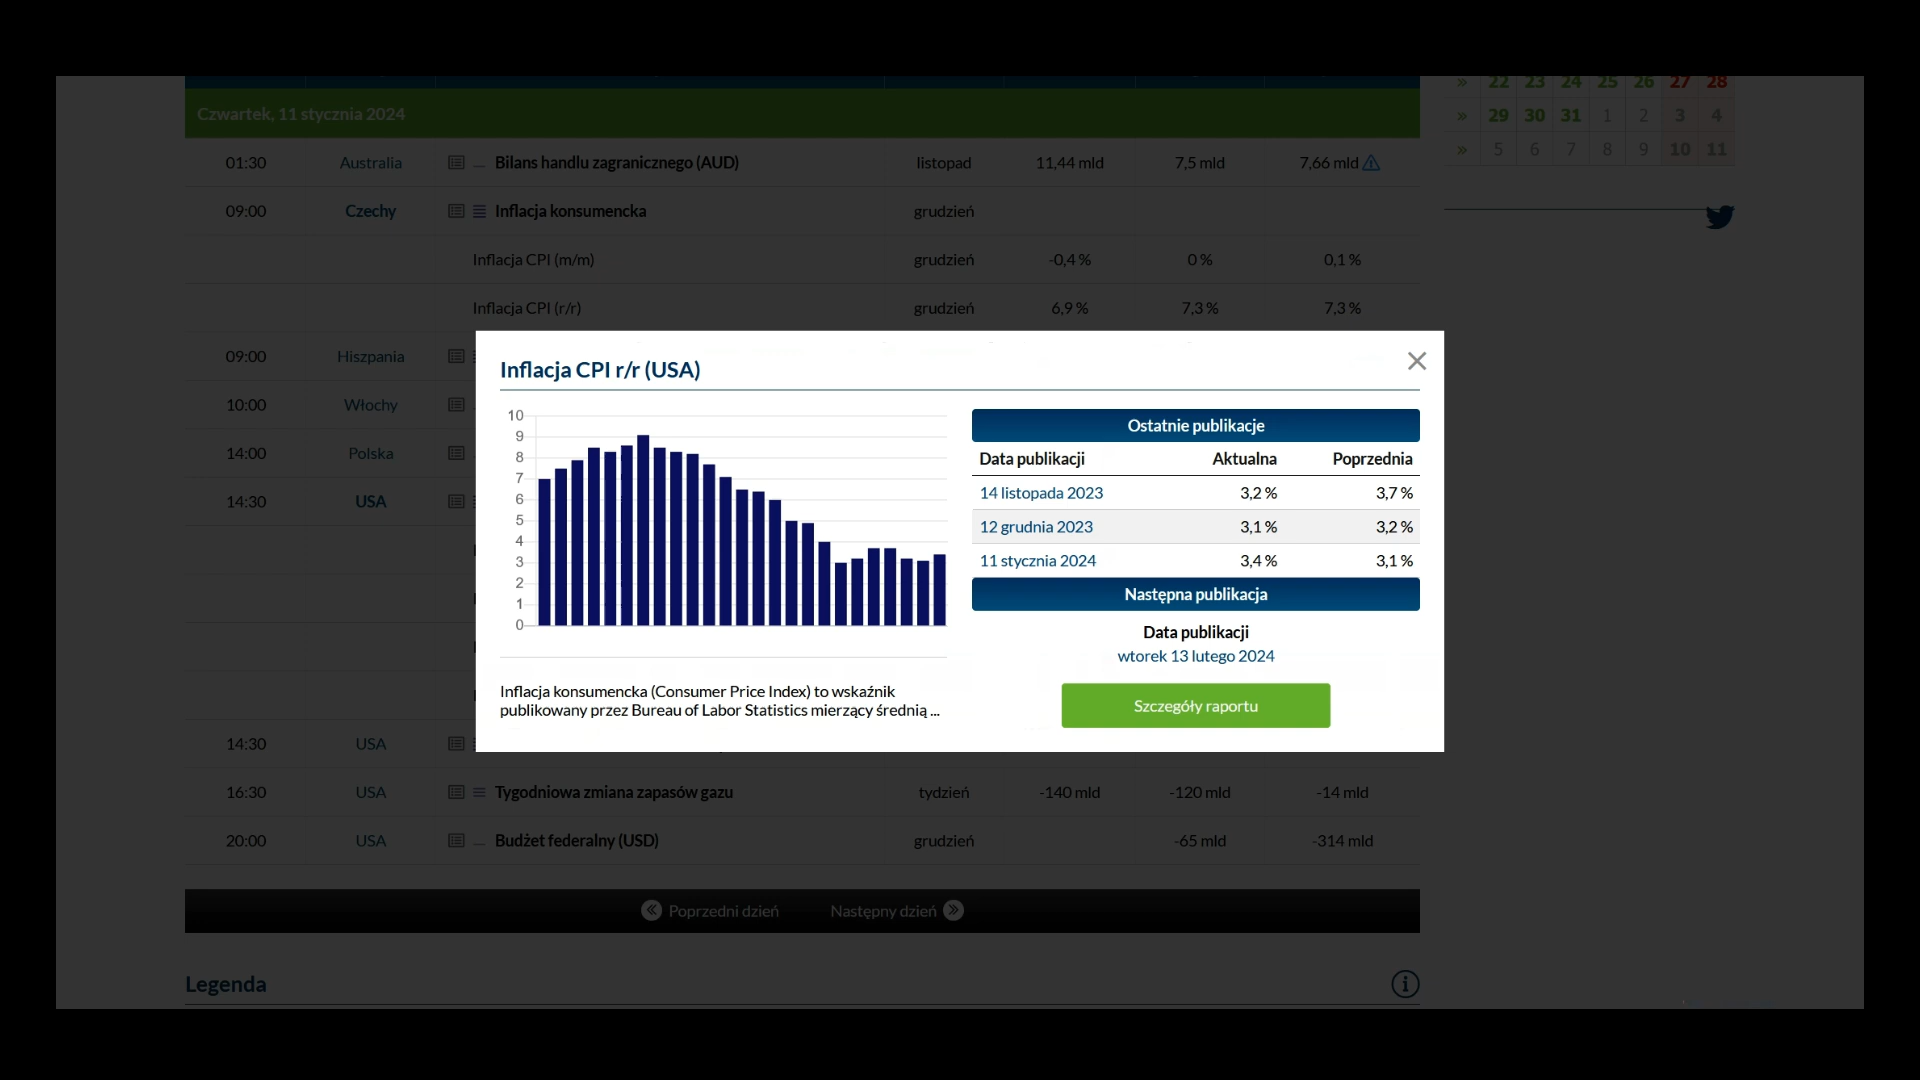 » 22 23 24 25 26 27 28
Czwartek, 11 stycznia 2024
» 29 30 31 1 2 3 4
» 5 6 7 8 9 10 11
01:30 Australia Bilans handlu zagranicznego (AUD) listopad 11,44 mld 7,5 mld 7,66 mld
09:00 Czechy Inflacja konsumencka grudzień
Inflacja CPI (m/m) grudzień -0,4 % 0 % 0,1 %
Inflacja CPI (r/r) grudzień 6,9 % 7,3 % 7,3 %
09:00 Hiszpania
10:00 Włochy
14:00 Polska
14:30 USA
Inflacja CPI r/r (USA)
10
9
8
7
6
5
4
3
2
1
0
Ostatnie publikacje
Data publikacji Aktualna Poprzednia
14 listopada 2023 3,2 % 3,7 %
12 grudnia 2023 3,1 % 3,2 %
11 stycznia 2024 3,4 % 3,1 %
Następna publikacja
Data publikacji
wtorek 13 lutego 2024
Inflacja konsumencka (Consumer Price Index) to wskaźnik
publikowany przez Bureau of Labor Statistics mierzący średnią ...
Szczegóły raportu
14:30 USA
16:30 USA Tygodniowa zmiana zapasów gazu tydzień -140 mld -120 mld -14 mld
20:00 USA Budżet federalny (USD) grudzień -65 mld -314 mld
Poprzedni dzień Następny dzień
Legenda